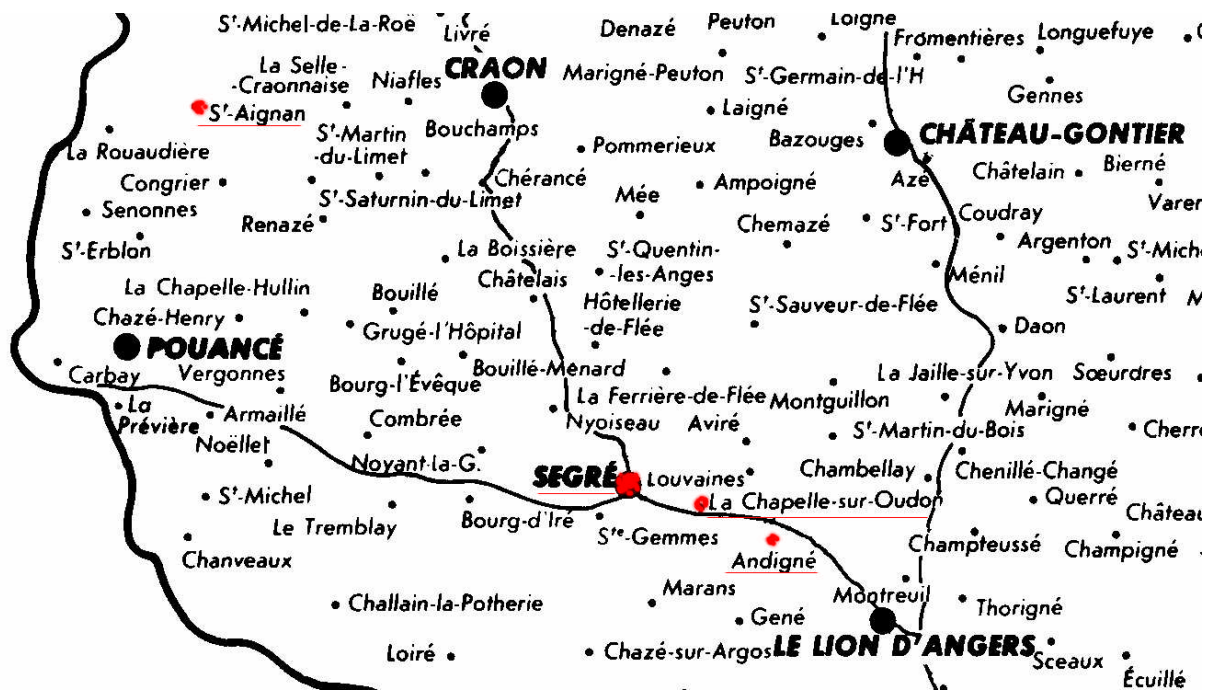 St-Michel-de-La-Roë
Livré
Denazé
Peuton
Loigne
Fromentières
Longuefuye
La Selle-
-Craonnaise
Niafles
CRAON
Marigné-Peuton
St-Germain-de-l'H
Gennes
St-Aignan
Laigné
St-Martin
-du-Limet
Bouchamps
Bazouges
CHÂTEAU-GONTIER
La Rouaudière
Pommerieux
Congrier
Chérancé
Ampoigné
Azé
Châtelain
Bierné
Senonnes
St-Saturnin-du-Limet
Mée
Varen
Renazé
Chemazé
St-Fort
Coudray
St-Erblon
La Boissière
St-Quentin-
-les-Anges
Argenton
St-Mich
Châtelais
Ménil
La Chapelle-Hullin
Bouillé
Hôtellerie
-de-Flée
St-Sauveur-de-Flée
St-Laurent
M
Chazé-Henry
Grugé-l'Hôpital
Daon
POUANCÉ
Carbay
Vergonnes
Bourg-l'Évêque
Bouillé-Ménard
La Jaille-sur-Yvon
Sœurdres
La
Prévière
Armaillé
Combrée
La Ferrière-de-Flée
Montguillon
Marigné
Nyoiseau
Aviré
St-Martin-du-Bois
Cherré
Noëllet
Noyant-la-G.
SEGRÉ
Louvaines
Chambellay
Chenillé-Changé
St-Michel
La Chapelle-sur-Oudon
Querré
Le Tremblay
Bourg-d'Iré
Ste-Gemmes
Château
Chanveaux
Andigné
Champteussé
Champigné
Marans
Montreuil
Challain-la-Potherie
Gené
Thorigné
Loiré
Chazé-sur-Argos
LE LION D'ANGERS
Sceaux
Écuillé